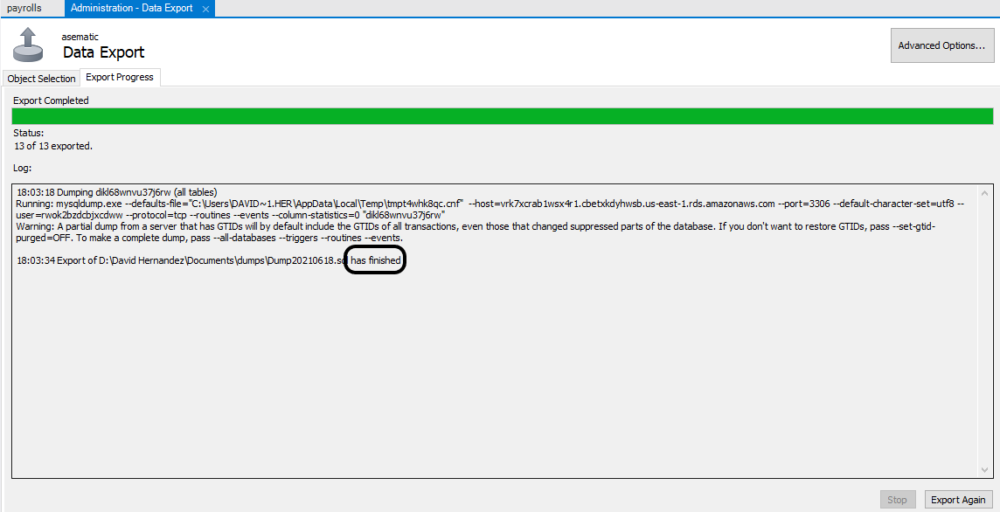 payrolls
Administration - Data Export
asematic
Data Export
Advanced Options...
Object Selection
Export Progress
Export Completed
Status:
13 of 13 exported.
Log:
18:03:18 Dumping dikl68wnvu37j6rw (all tables)
Running: mysqldump.exe --defaults-file="C:\Users\DAVID~1.HER\AppData\Local\Temp\tmpt4whk8qc.cnf" --host=vrk7xcrab1wsx4r1.cbetxkdyhwsb.us-east-1.rds.amazonaws.com --port=3306 --default-character-set=utf8 --
user=rwok2bzdcbjxcdww --protocol=tcp --routines --events --column-statistics=0 "dikl68wnvu37j6rw"
Warning: A partial dump from a server that has GTIDs will by default include the GTIDs of all transactions, even those that changed suppressed parts of the database. If you don't want to restore GTIDs, pass --set-gtid-
purged=OFF. To make a complete dump, pass --all-databases --triggers --routines --events.
18:03:34 Export of D:\David Hernandez\Documents\dumps\Dump20210618.sql has finished
Stop
Export Again